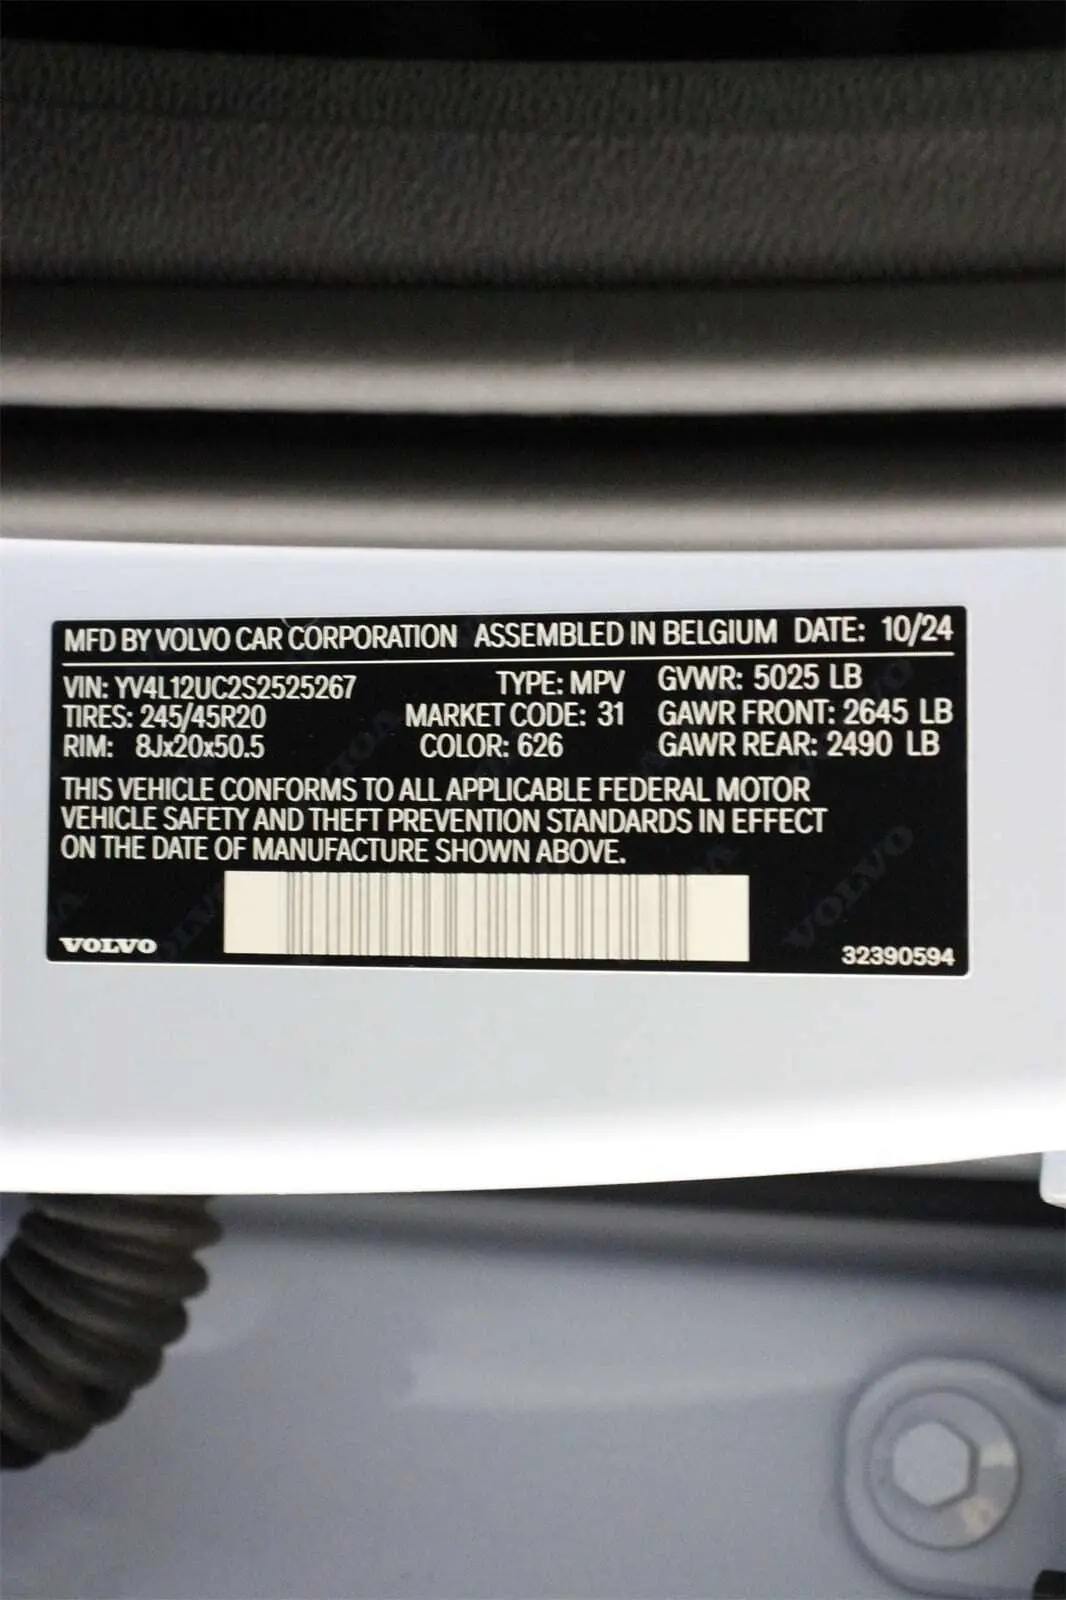 MFD BY VOLVO CAR CORPORATION ASSEMBLED IN BELGIUM DATE: 10/24
VIN: YV4L12UC2S2525267 TYPE: MPV GVWR: 5025 LB
TIRES: 245/45R20 MARKET CODE: 31 GAWR FRONT: 2645 LB
RIM: 8Jx20x50.5 COLOR: 626 GAWR REAR: 2490 LB
THIS VEHICLE CONFORMS TO ALL APPLICABLE FEDERAL MOTOR
VEHICLE SAFETY AND THEFT PREVENTION STANDARDS IN EFFECT
ON THE DATE OF MANUFACTURE SHOWN ABOVE.
VOLVO 32390594